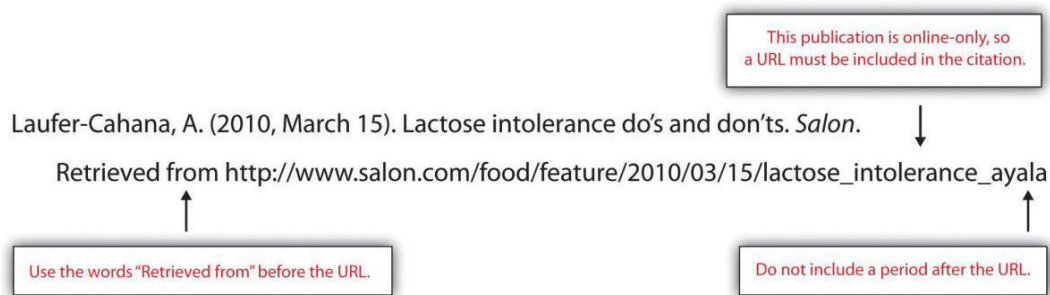 This publication is online-only, so
a URL must be included in the citation.
Laufer-Cahana, A. (2010, March 15). Lactose intolerance do's and don'ts. Salon.
Retrieved from http://www.salon.com/food/feature/2010/03/15/lactose_intolerance_ayala
Use the words "Retrieved from" before the URL.
Do not include a period after the URL.